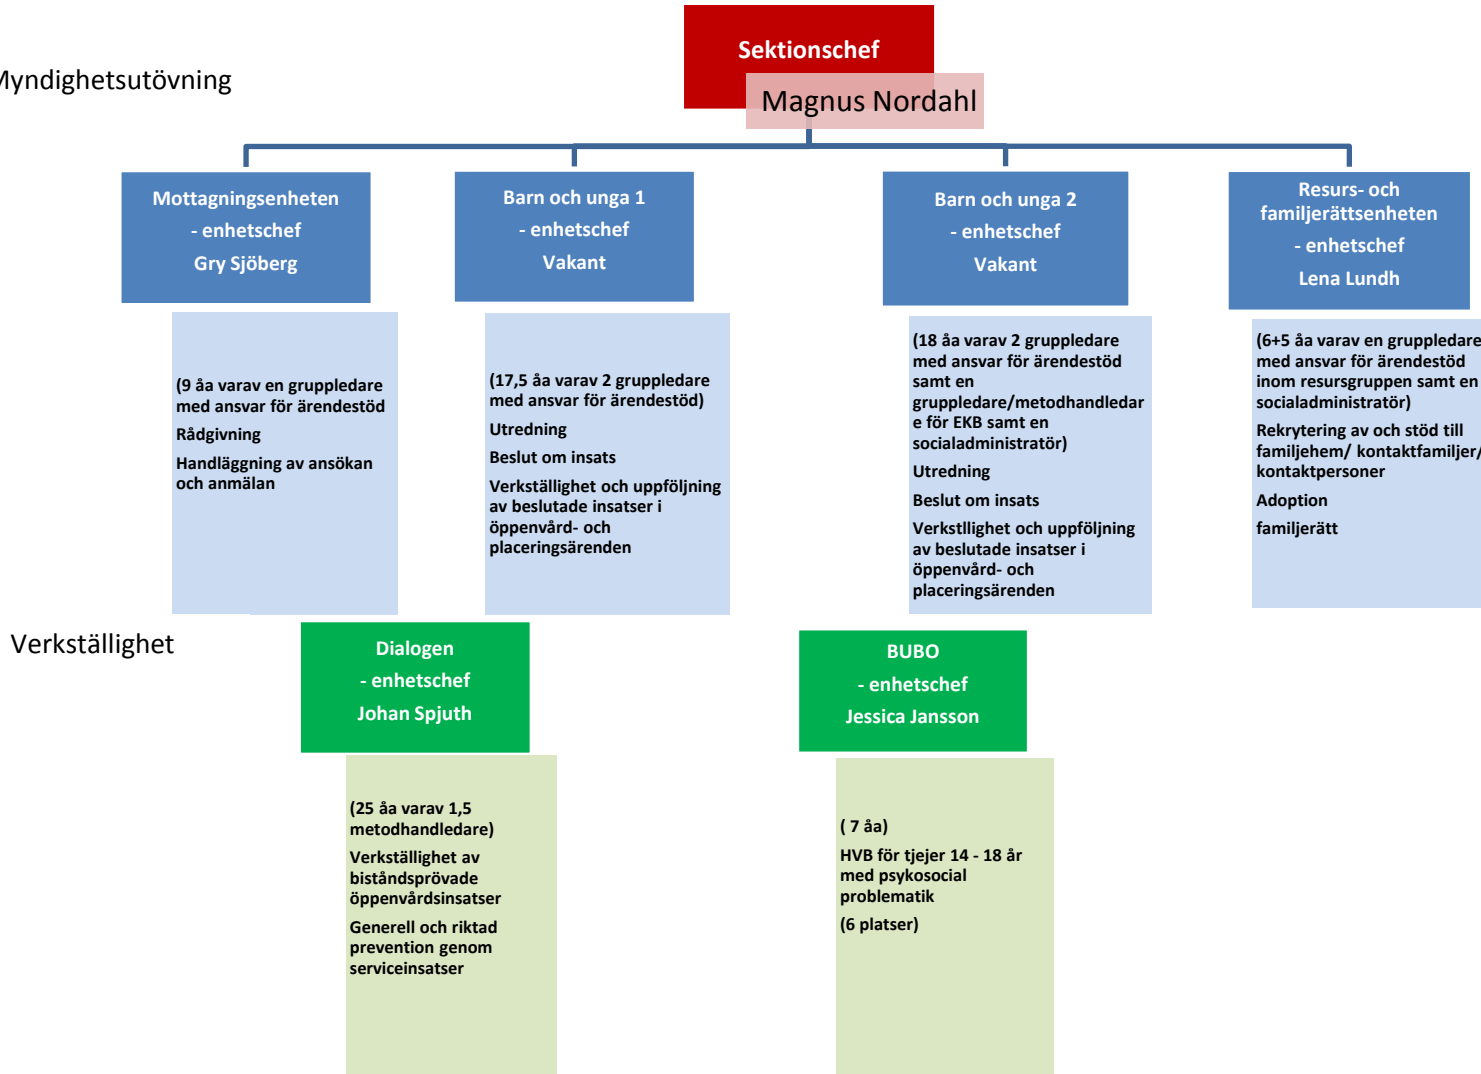 Sektionschef
Myndighetsutövning
Magnus Nordahl
Mottagningsenheten
- enhetschef
Gry Sjöberg
Barn och unga 1
- enhetschef
Vakant
Barn och unga 2
- enhetschef
Vakant
Resurs- och
familjerättsenheten
- enhetschef
Lena Lundh
(9 åa varav en gruppledare
med ansvar för ärendestöd
Rådgivning
Handläggning av ansökan
och anmälan
(17,5 åa varav 2 gruppledare
med ansvar för ärendestöd)
Utredning
Beslut om insats
Verkställighet och uppföljning
av beslutade insatser i
öppenvård- och
placeringsärenden
(18 åa varav 2 gruppledare
med ansvar för ärendestöd
samt en
gruppledare/metodhandledar
e för EKB samt en
socialadministratör)
Utredning
Beslut om insats
Verkstllighet och uppföljning
av beslutade insatser i
öppenvård- och
placeringsärenden
(6+5 åa varav en gruppledare
med ansvar för ärendestöd
inom resursgruppen samt en
socialadministratör)
Rekrytering av och stöd till
familjehem/ kontaktfamiljer/
kontaktpersoner
Adoption
familjerätt
Verkställighet
Dialogen
- enhetschef
Johan Spjuth
BUBO
- enhetschef
Jessica Jansson
(25 åa varav 1,5
metodhandledare)
Verkställighet av
biståndsprövade
öppenvårdsinsatser
Generell och riktad
prevention genom
serviceinsatser
( 7 åa)
HVB för tjejer 14 - 18 år
med psykosocial
problematik
(6 platser)